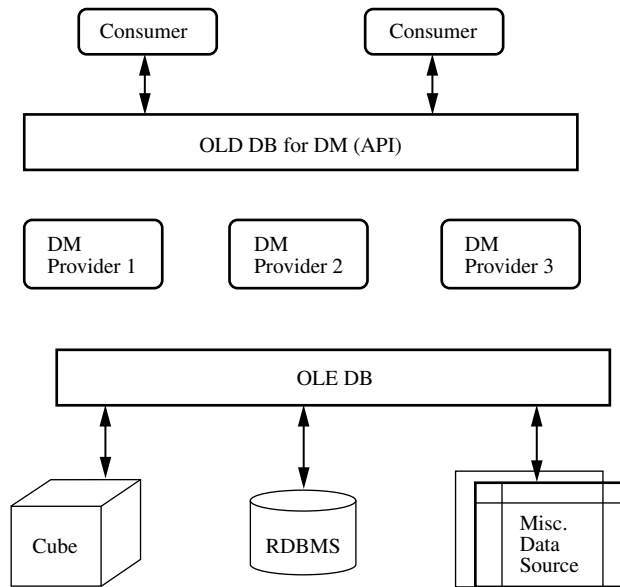 Consumer
Consumer
OLD DB for DM (API)
DM
Provider 1
DM
Provider 2
DM
Provider 3
OLE DB
Cube
RDBMS
Misc.
Data
Source